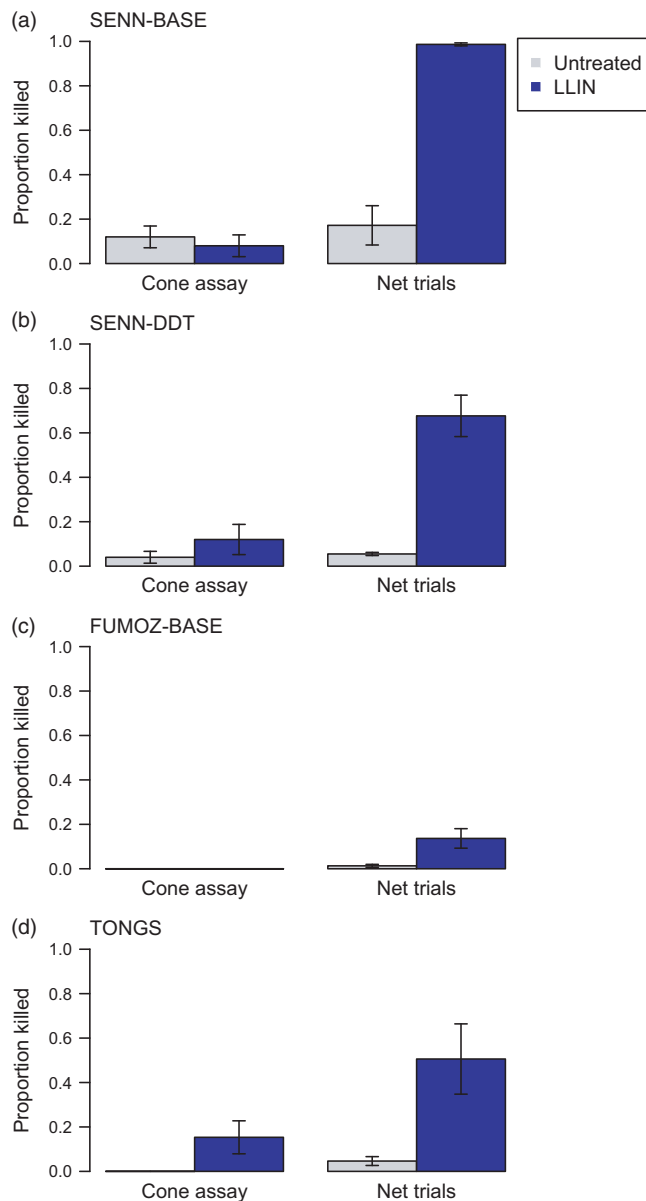 (a) SENN-BASE
Untreated
LLIN
Proportion killed
1.0
0.8
0.6
0.4
0.2
0.0
Cone assay Net trials
(b) SENN-DDT
Proportion killed
1.0
0.8
0.6
0.4
0.2
0.0
Cone assay Net trials
(c) FUMOZ-BASE
Proportion killed
1.0
0.8
0.6
0.4
0.2
0.0
Cone assay Net trials
(d) TONGS
Proportion killed
1.0
0.8
0.6
0.4
0.2
0.0
Cone assay Net trials